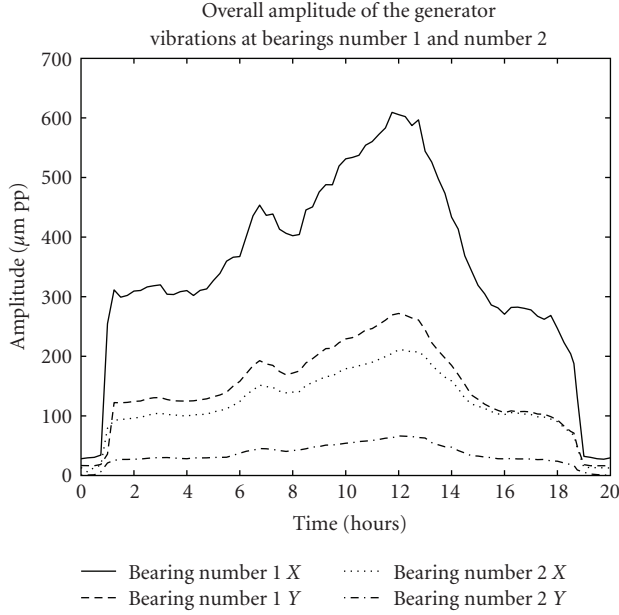 Overall amplitude of the generator
vibrations at bearings number 1 and number 2
Amplitude (μm pp)
700
600
500
400
300
200
100
0
0 2 4 6 8 10 12 14 16 18 20
Time (hours)
Bearing number 1 X
Bearing number 1 Y
Bearing number 2 X
Bearing number 2 Y